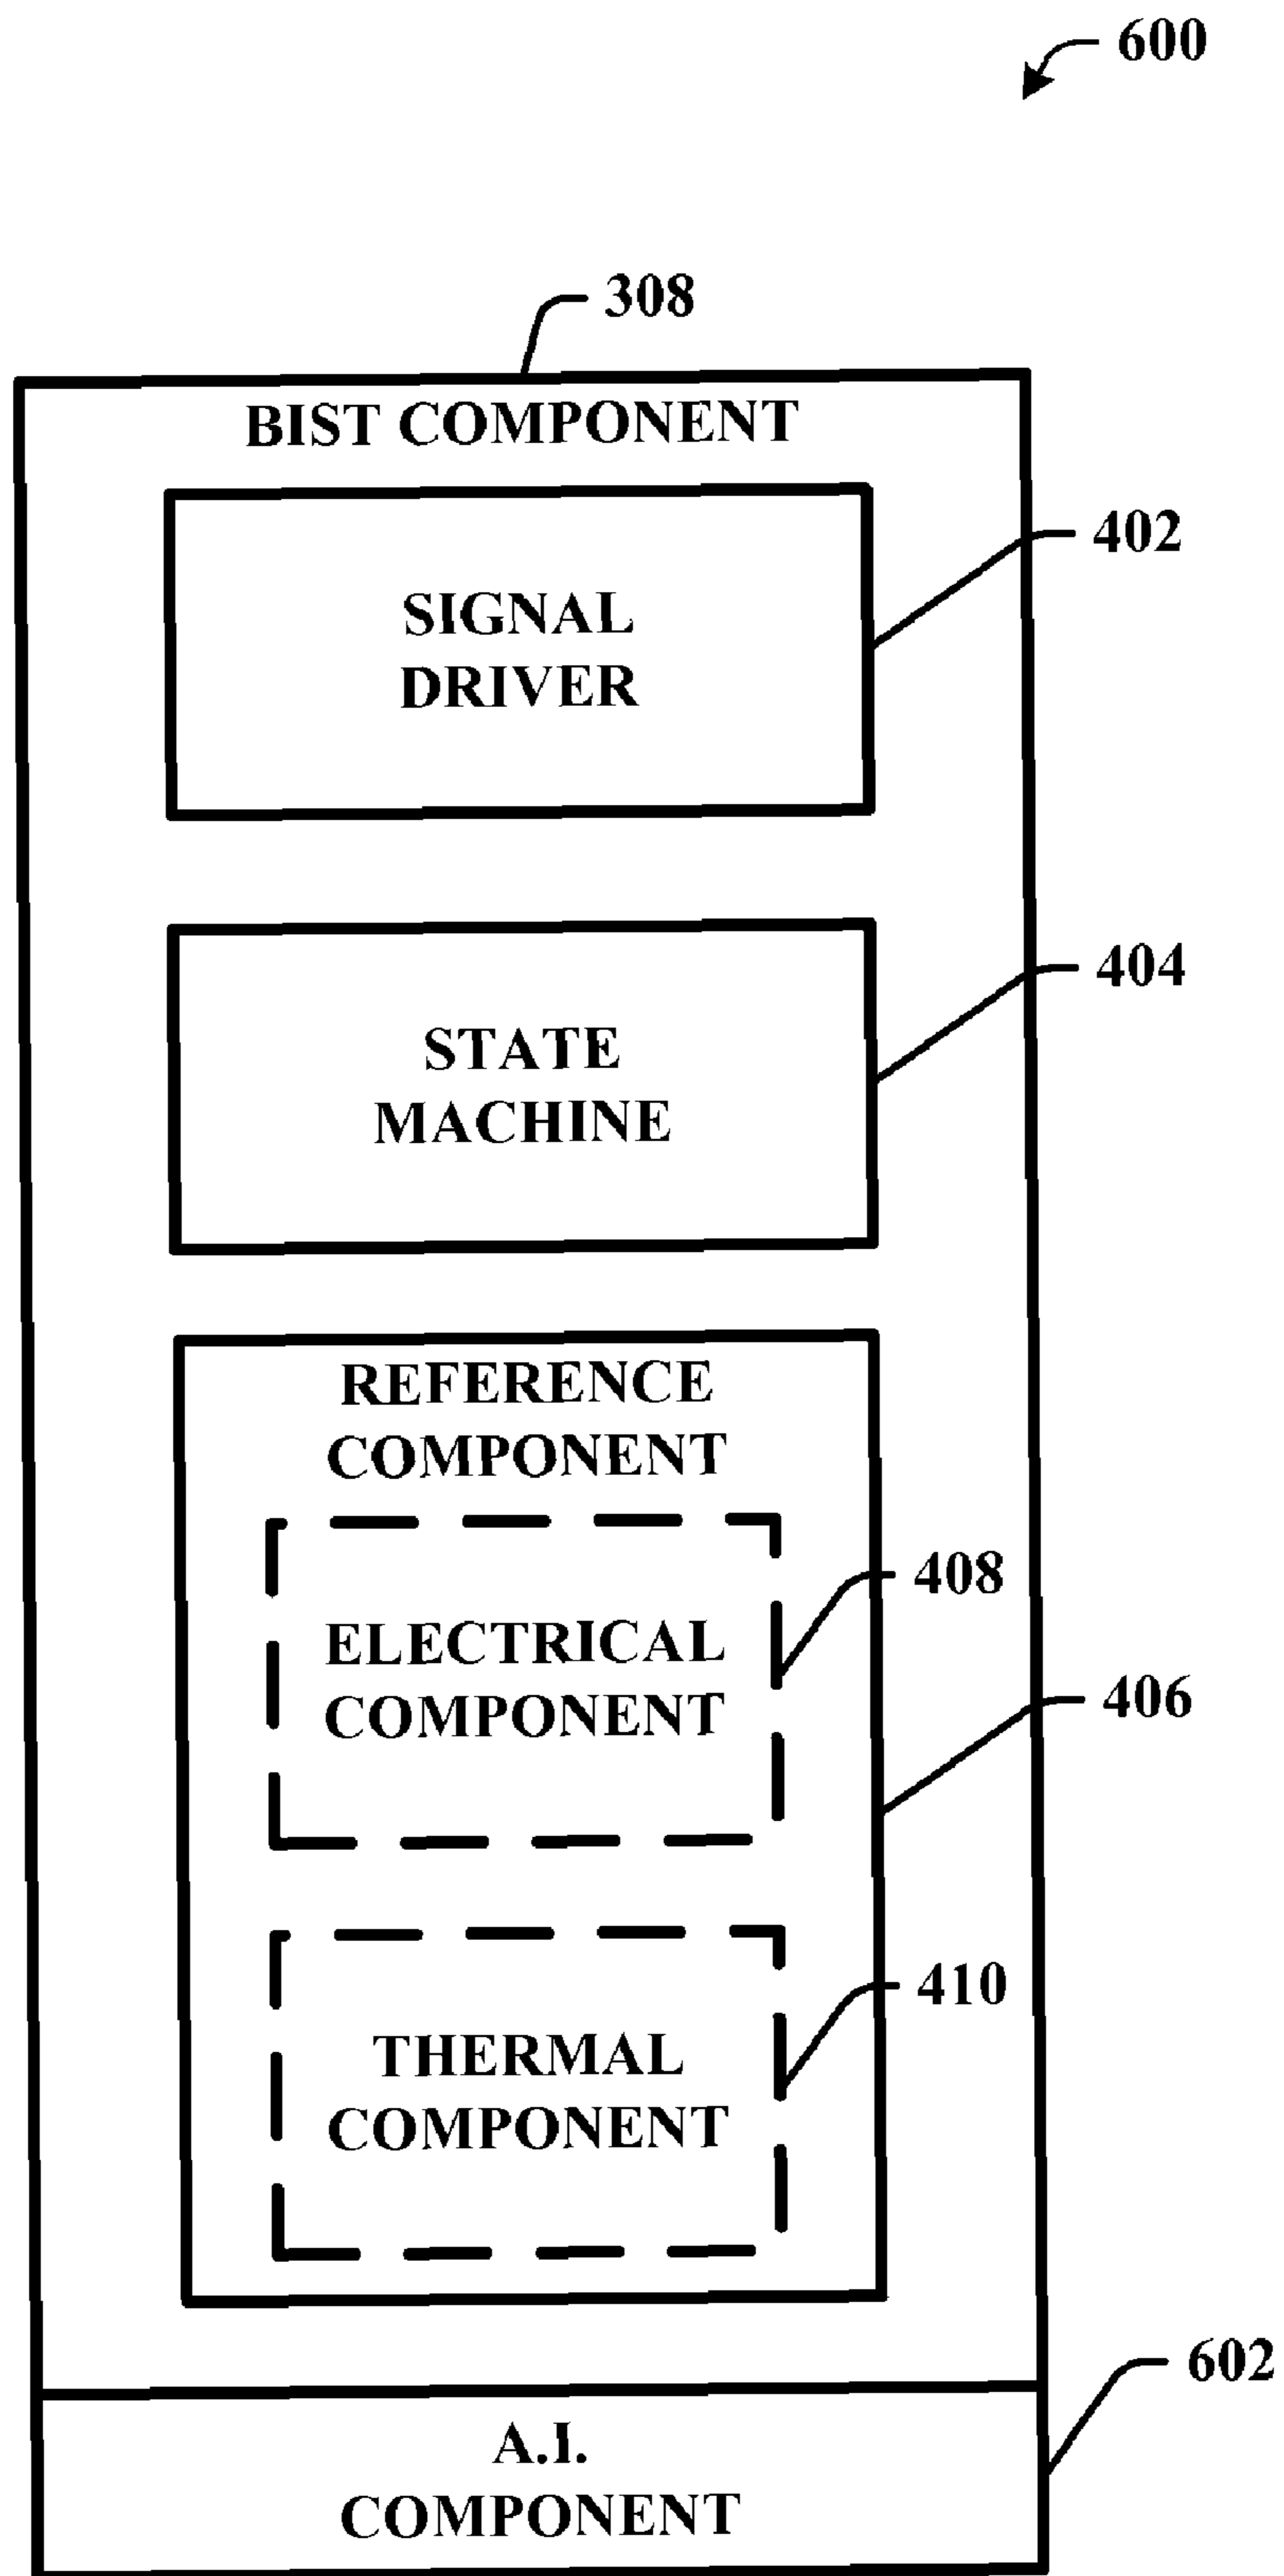 600
308
BIST COMPONENT
402
SIGNAL
DRIVER
404
STATE
MACHINE
REFERENCE
COMPONENT
408
ELECTRICAL
COMPONENT
406
410
THERMAL
COMPONENT
602
A.I.
COMPONENT